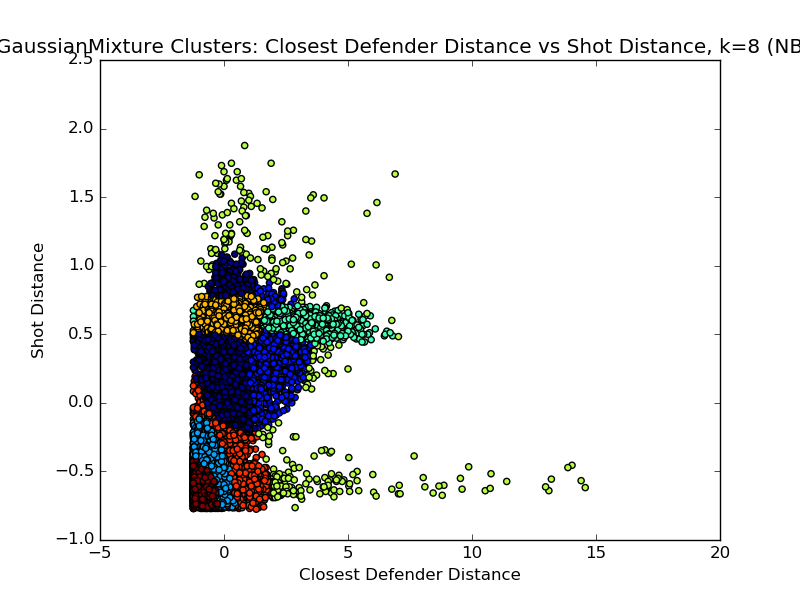 GaussianMixture Clusters: Closest Defender Distance vs Shot Distance, k=8 (NB
2.5
2.0
1.5
1.0
0.5
0.0
−0.5
−1.0
Shot Distance
−5 0 5 10 15 20
Closest Defender Distance